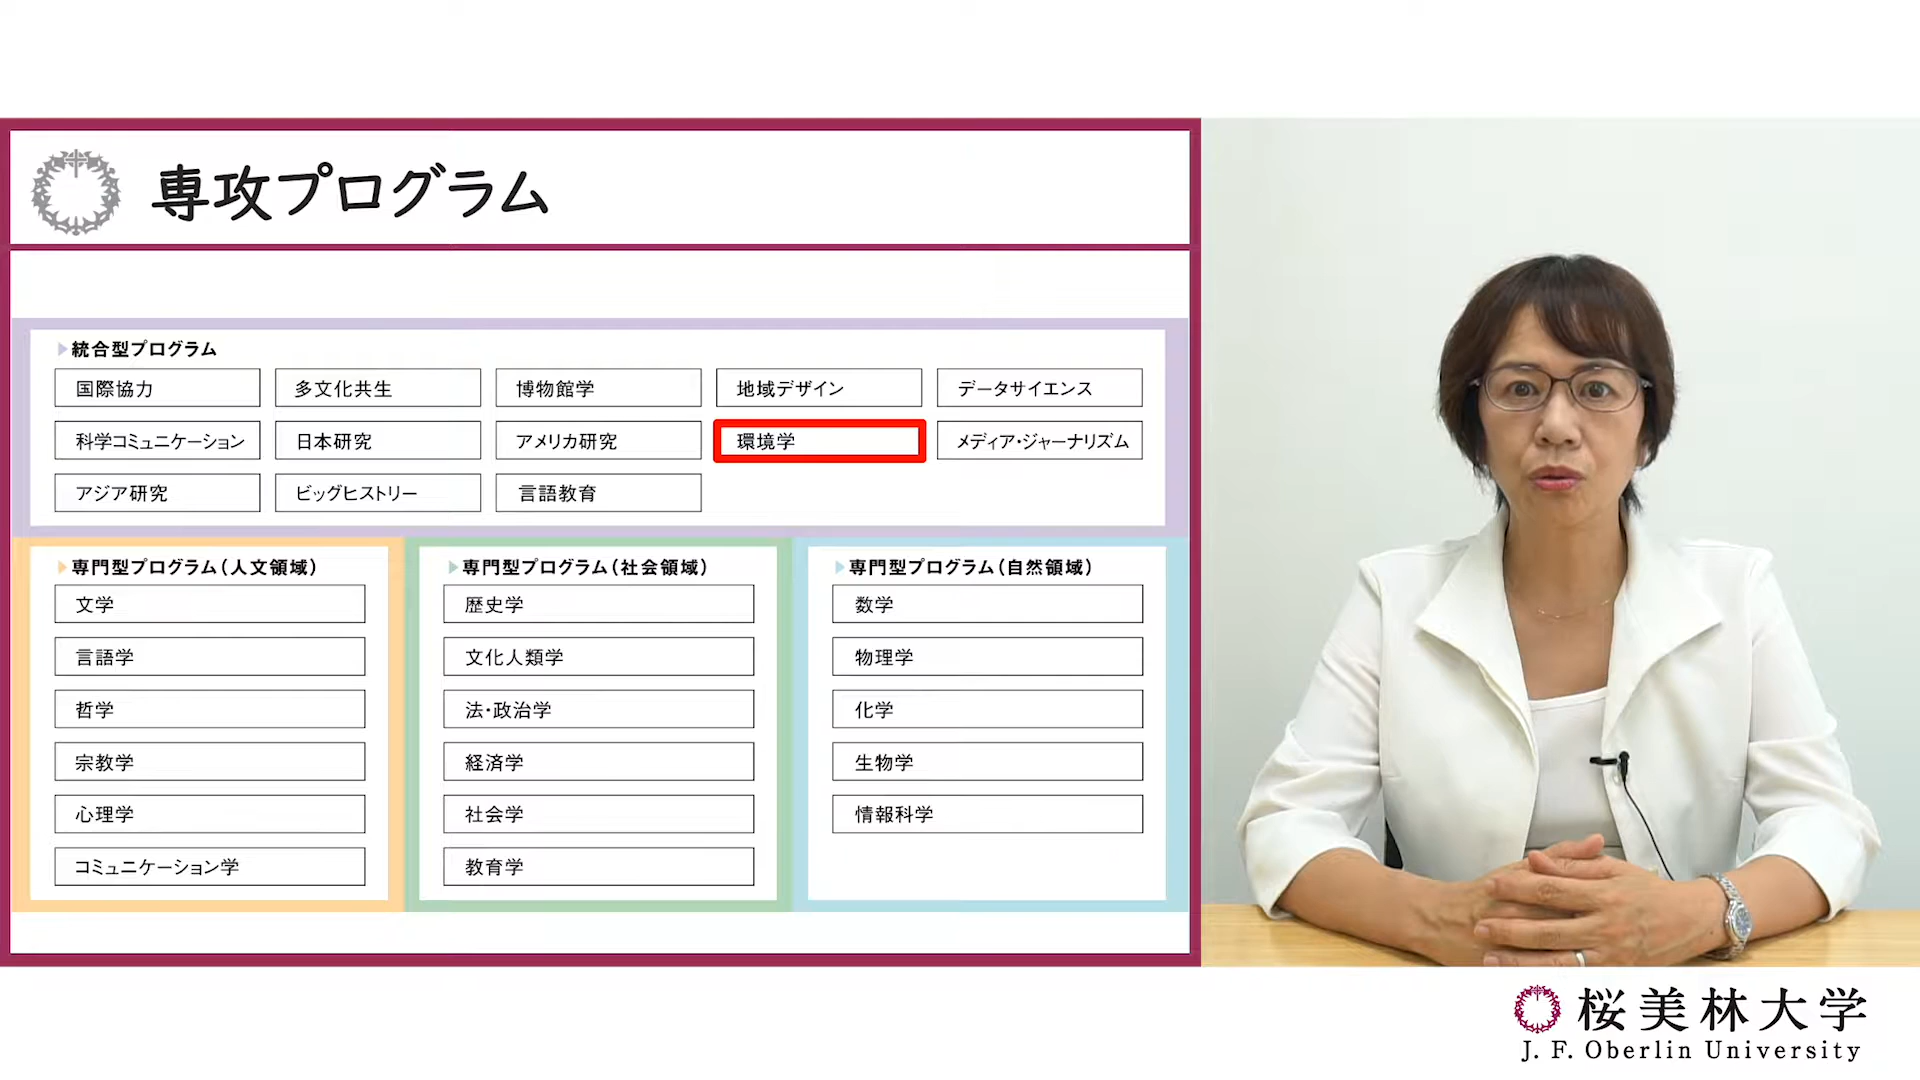 専攻プログラム
統合型プログラム
国際協力
多文化共生
博物館学
地域デザイン
データサイエンス
科学コミュニケーション
日本研究
アメリカ研究
環境学
メディア・ジャーナリズム
アジア研究
ビッグヒストリー
言語教育
専門型プログラム(人文領域)
文学
言語学
哲学
宗教学
心理学
コミュニケーション学
専門型プログラム(社会領域)
歴史学
文化人類学
法・政治学
経済学
社会学
教育学
専門型プログラム(自然領域)
数学
物理学
化学
生物学
情報科学
桜美林大学
J. F. Oberlin University